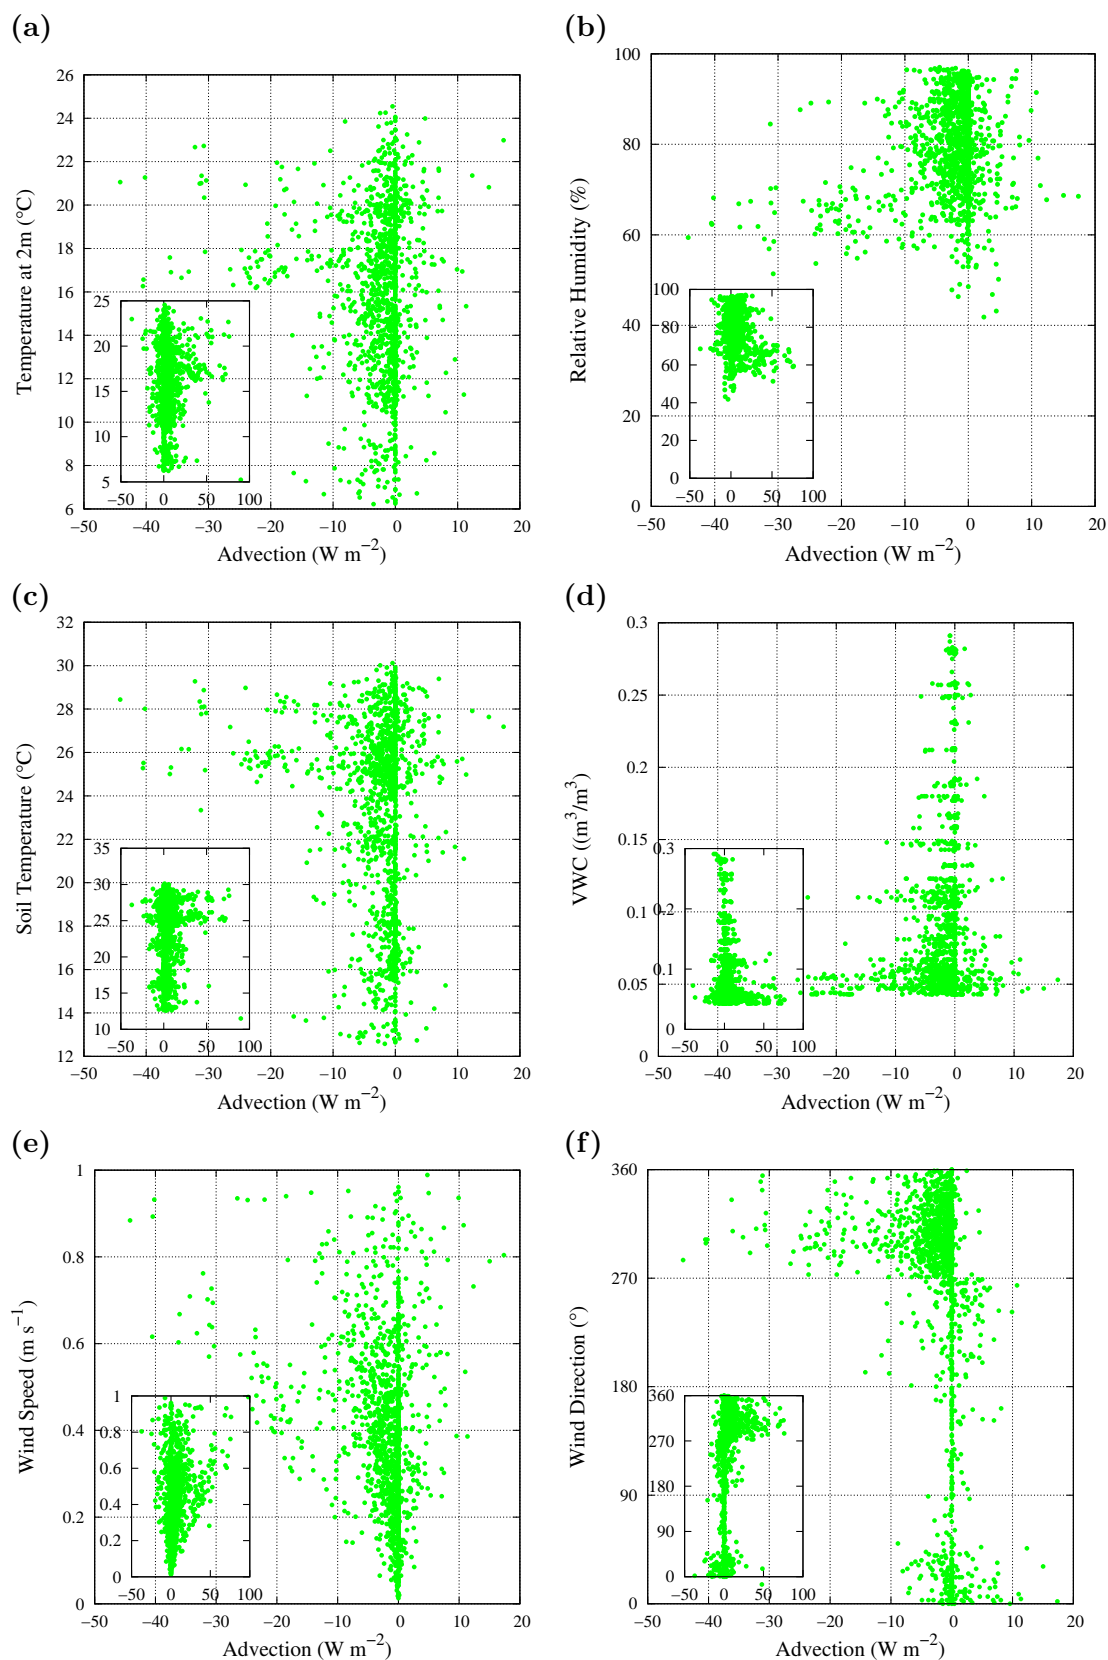 (a)
26
24
22
20
18
16
14
12
10
8
6
Temperature at 2m (°C)
25
20
15
10
5
−50 0 50 100
−50 −40 −30 −20 −10 0 10 20
Advection (W m⁻²)
(b)
100
80
60
40
20
0
Relative Humidity (%)
100
80
60
40
20
0
−50 0 50 100
−50 −40 −30 −20 −10 0 10 20
Advection (W m⁻²)
(c)
32
30
28
26
24
22
20
18
16
14
12
Soil Temperature (°C)
35
30
25
20
15
10
−50 0 50 100
−50 −40 −30 −20 −10 0 10 20
Advection (W m⁻²)
(d)
0.3
0.25
0.2
0.15
0.1
0.05
0
VWC ((m³/m³)
0.3
0.2
0.1
0
−50 0 50 100
−50 −40 −30 −20 −10 0 10 20
Advection (W m⁻²)
(e)
1
0.8
0.6
0.4
0.2
0
Wind Speed (m s⁻¹)
1
0.8
0.6
0.4
0.2
0
−50 0 50 100
−50 −40 −30 −20 −10 0 10 20
Advection (W m⁻²)
(f)
360
270
180
90
0
Wind Direction (°)
360
270
180
90
0
−50 0 50 100
−50 −40 −30 −20 −10 0 10 20
Advection (W m⁻²)